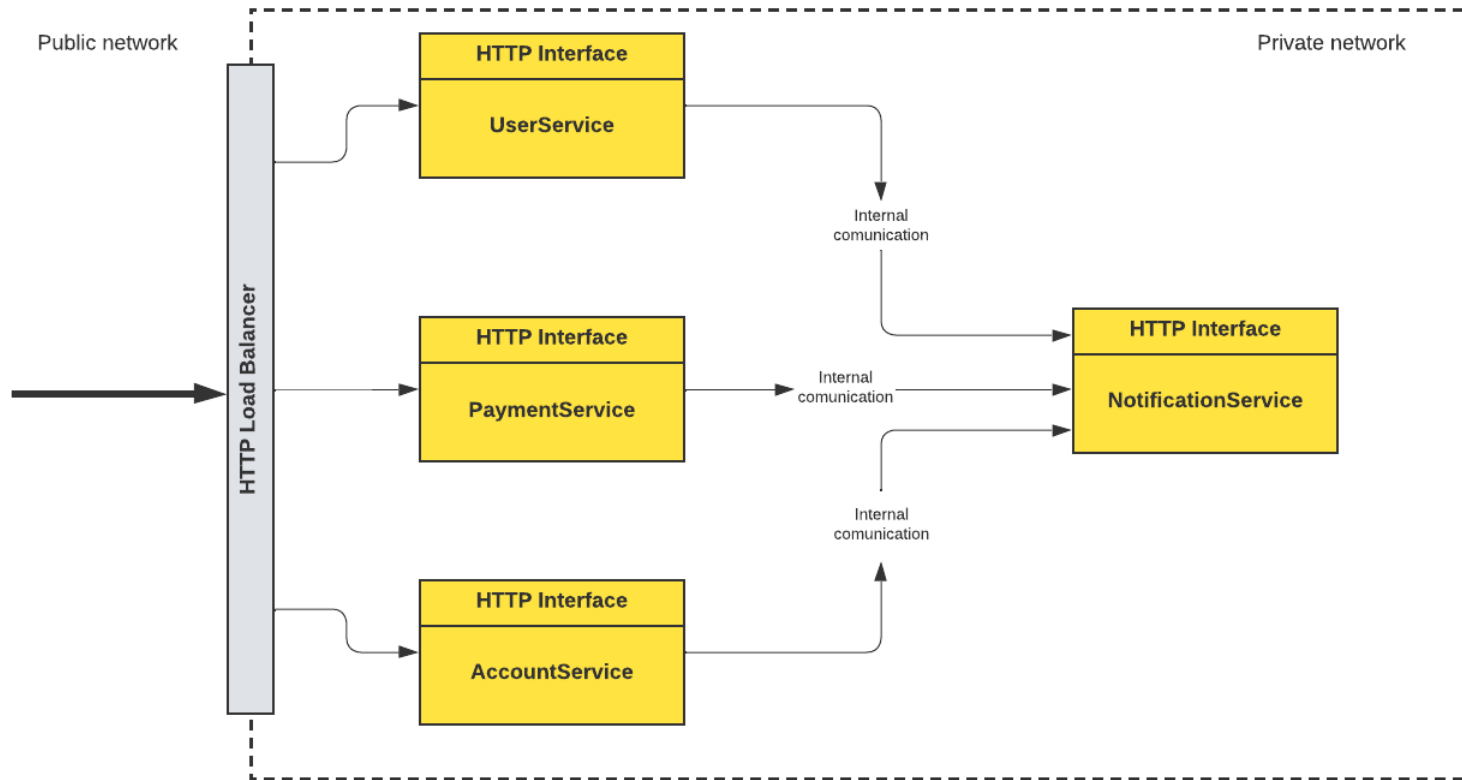 Public network
Private network
HTTP Load Balancer
HTTP Interface
UserService
Internal
comunication
HTTP Interface
PaymentService
Internal
comunication
HTTP Interface
NotificationService
Internal
comunication
HTTP Interface
AccountService